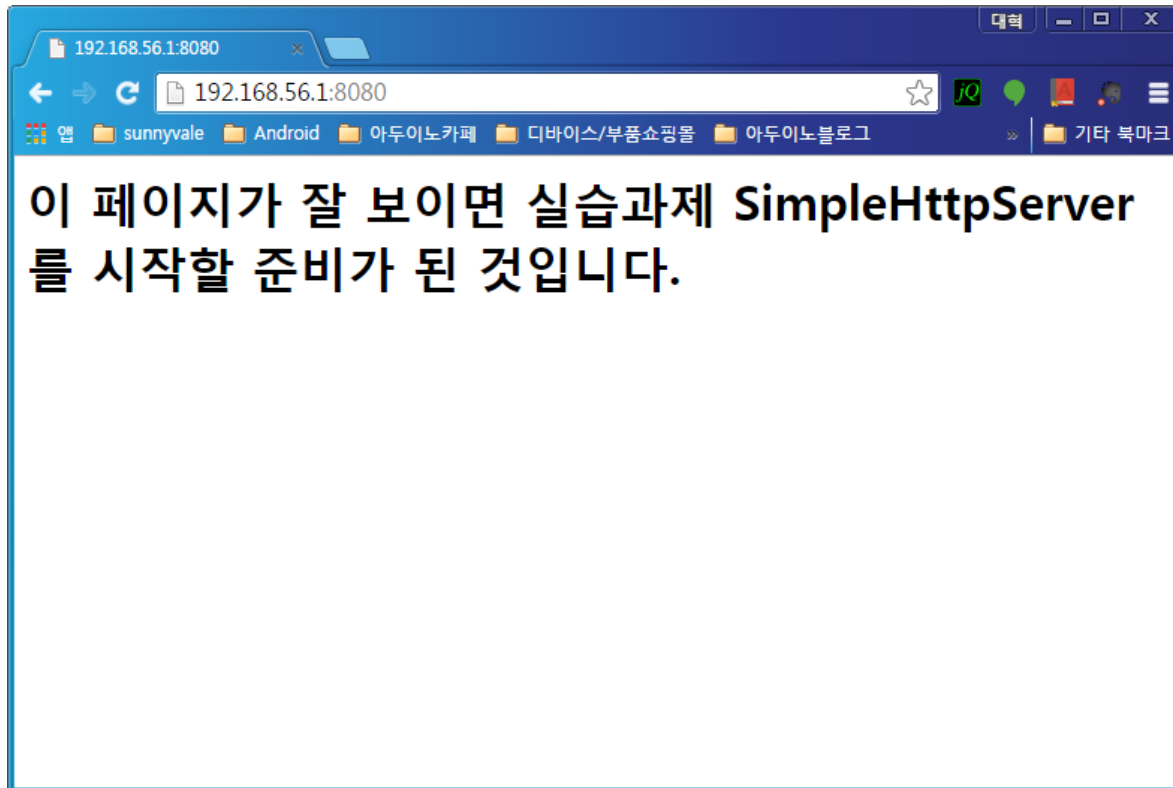 대혁
192.168.56.1:8080
192.168.56.1:8080
jQ
앱 sunnyvale Android 아두이노카페 디바이스/부품쇼핑몰 아두이노블로그 » 기타 북마크
이 페이지가 잘 보이면 실습과제 SimpleHttpServer
를 시작할 준비가 된 것입니다.